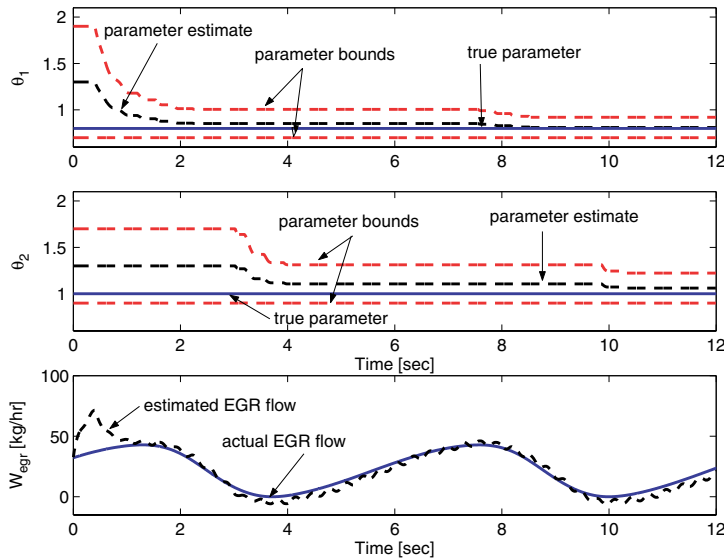 2
1.5
1
θ1
parameter estimate
parameter bounds
true parameter
0 2 4 6 8 10 12
2
1.5
1
θ2
parameter bounds
parameter estimate
true parameter
0 2 4 6 8 10 12
Time [sec]
100
50
0
Wegr [kg/hr]
estimated EGR flow
actual EGR flow
0 2 4 6 8 10 12
Time [sec]